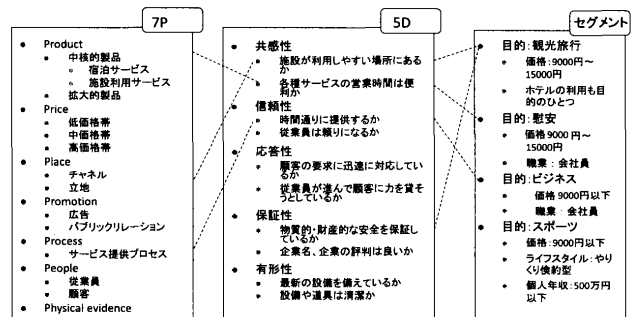 7P
Product
中核的製品
宿泊サービス
施設利用サービス
拡大的製品
Price
低価格帯
中価格帯
高価格帯
Place
チャネル
立地
Promotion
広告
パブリックリレーション
Process
サービス提供プロセス
People
従業員
顧客
Physical evidence
5D
共感性
施設が利用しやすい場所にある
か
各種サービスの営業時間は便
利か
信頼性
時間通りに提供するか
従業員は頼りになるか
応答性
顧客の要求に迅速に対応してい
るか
従業員が進んで顧客に力を貸そ
うとしているか
保証性
物質的・財産的な安全を保証し
ているか
企業名、企業の評判は良いか
有形性
最新の設備を備えているか
設備や道具は清潔か
セグメント
目的:観光旅行
価格:9000円～
15000円
ホテルの利用も目
的のひとつ
目的:慰安
価格9000円～
15000円
職業:会社員
目的:ビジネス
価格9000円以下
職業:会社員
目的:スポーツ
価格:9000円以下
ライフスタイル:やり
くり倹約型
個人年収:500万円
以下